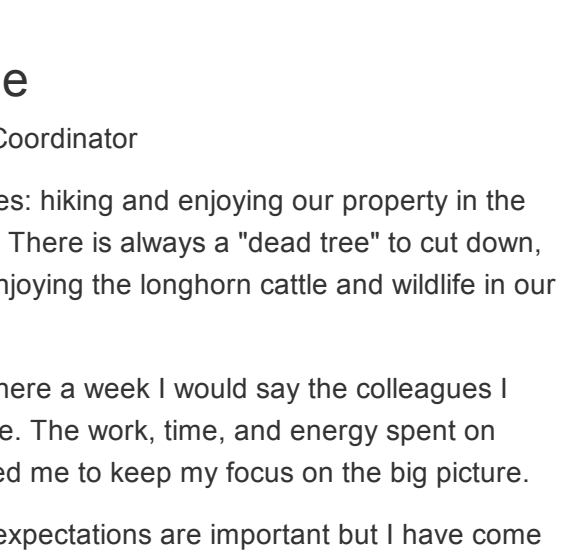 e
Coordinator
es: hiking and enjoying our property in the
There is always a "dead tree" to cut down,
njoying the longhorn cattle and wildlife in our
here a week I would say the colleagues I
e. The work, time, and energy spent on
ed me to keep my focus on the big picture.
expectations are important but I have come